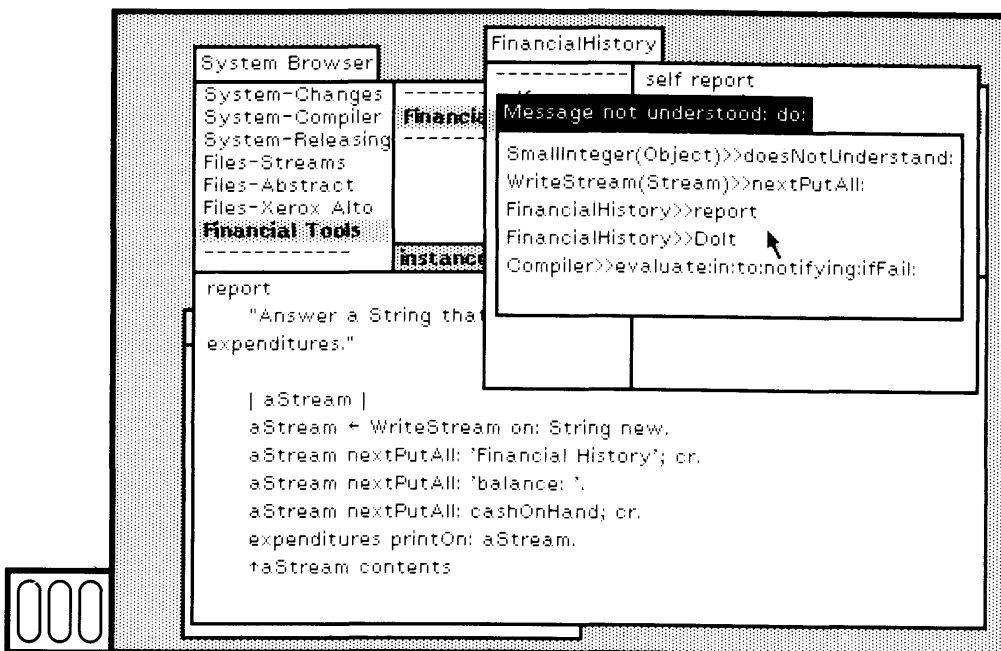 FinancialHistory
System Browser
self report
System-Changes
System-Compiler
System-Releasing
Files-Streams
Files-Abstract
Files-Xerox Alto
Financial Tools
Message not understood: do:
SmallInteger(Object)>>doesNotUnderstand:
WriteStream(Stream)>>nextPutAll:
FinancialHistory>>report
FinancialHistory>>DoIt
Compiler>>evaluate:in:to:notifying:ifFail:
report
"Answer a String that
expenditures."
| aStream |
aStream ← WriteStream on: String new.
aStream nextPutAll: 'Financial History'; cr.
aStream nextPutAll: 'balance: '.
aStream nextPutAll: cashOnHand; cr.
expenditures printOn: aStream.
↑aStream contents